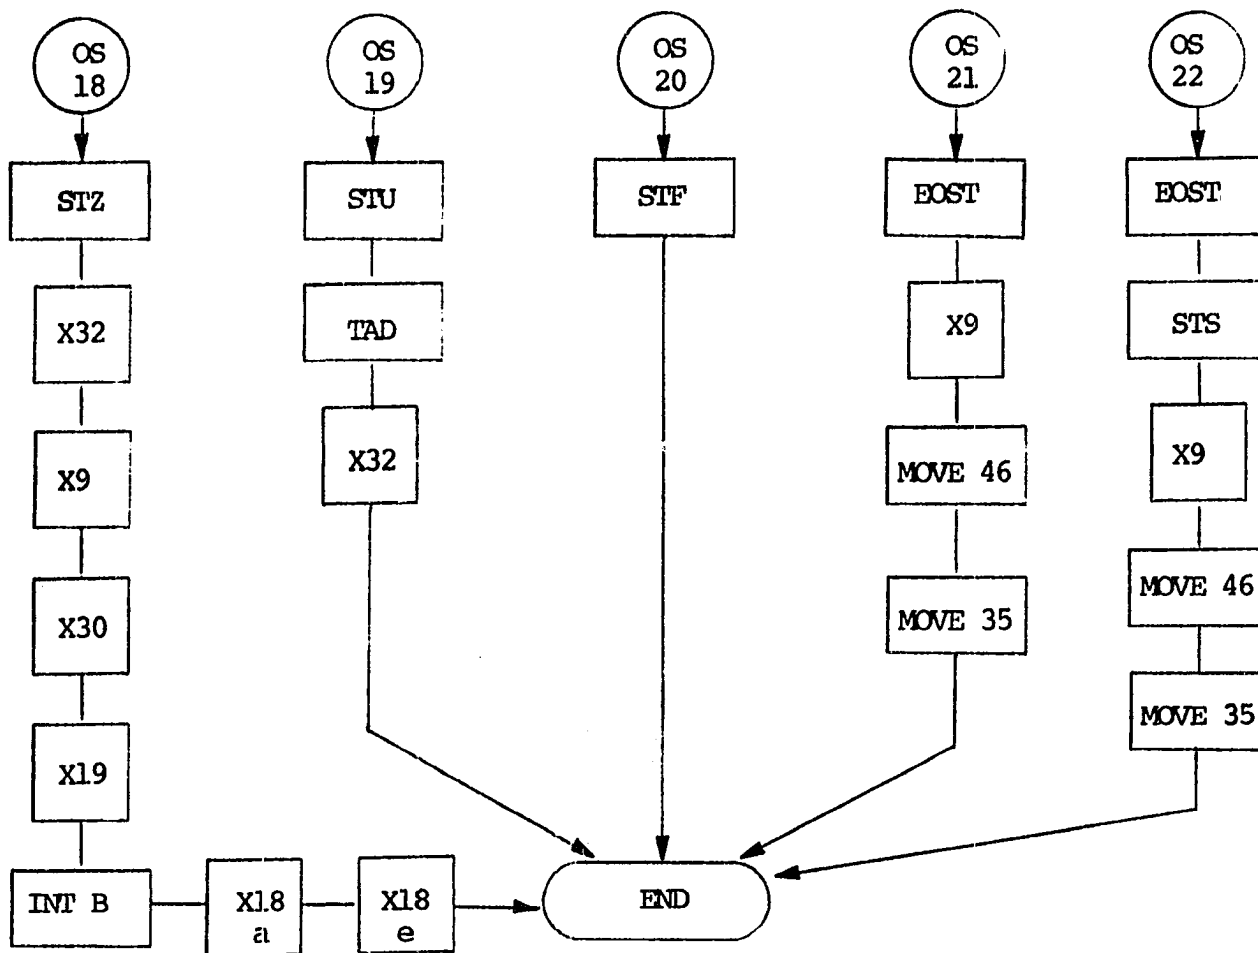 OS
18
OS
19
OS
20
OS
21
OS
22
STZ
STU
STF
EOST
EOST
X32
TAD
X9
STS
X9
X32
MOVE 46
X9
X30
MOVE 35
MOVE 46
X19
MOVE 35
INT B
X18
a
X18
e
END